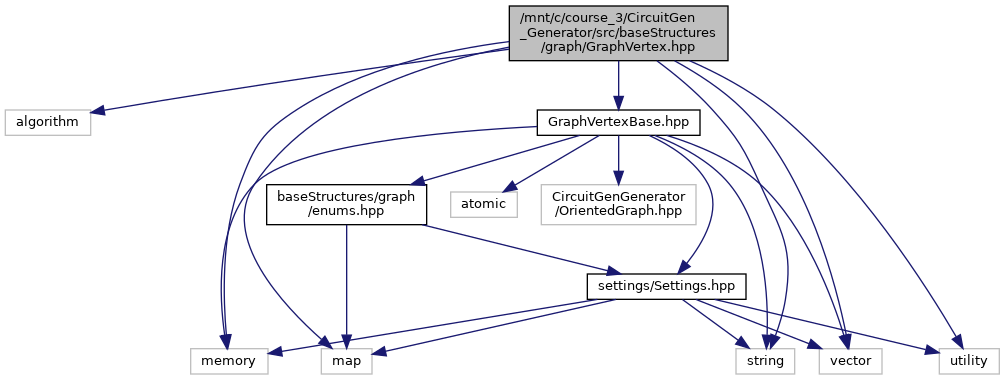 /mnt/c/course_3/CircuitGen
_Generator/src/baseStructures
/graph/GraphVertex.hpp
algorithm
GraphVertexBase.hpp
baseStructures/graph
/enums.hpp
atomic
CircuitGenGenerator
/OrientedGraph.hpp
settings/Settings.hpp
memory
map
string
vector
utility